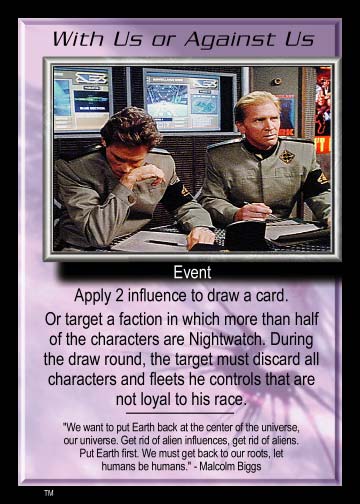 With Us or Against Us
Event
Apply 2 influence to draw a card.
Or target a faction in which more than half
of the characters are Nightwatch. During
the draw round, the target must discard all
characters and fleets he controls that are
not loyal to his race.
"We want to put Earth back at the center of the universe,
our universe. Get rid of alien influences, get rid of aliens.
Put Earth first. We must get back to our roots, let
humans be humans." - Malcolm Biggs
TM